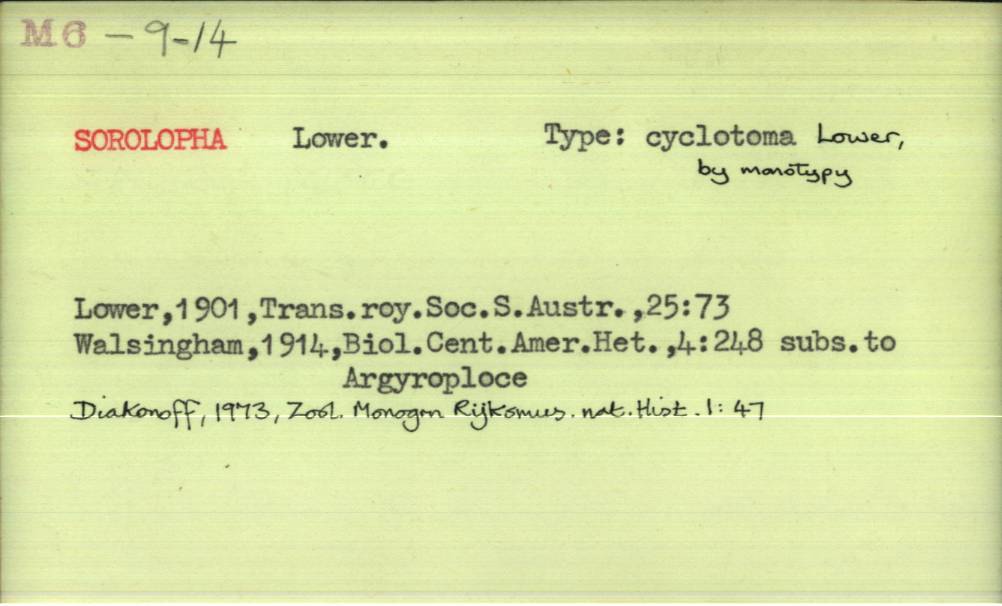 M6 - 9-14
SOROLOPHA Lower. Type: cyclotoma Lower,
by monotypy
Lower,1901,Trans.roy.Soc.S.Austr.,25:73
Walsingham,1914,Biol.Cent.Amer.Het.,4:248 subs.to
Argyroploce
Diakonoff, 1973, Zool. Monogrn Rijksmus. nat. Hist. 1: 47